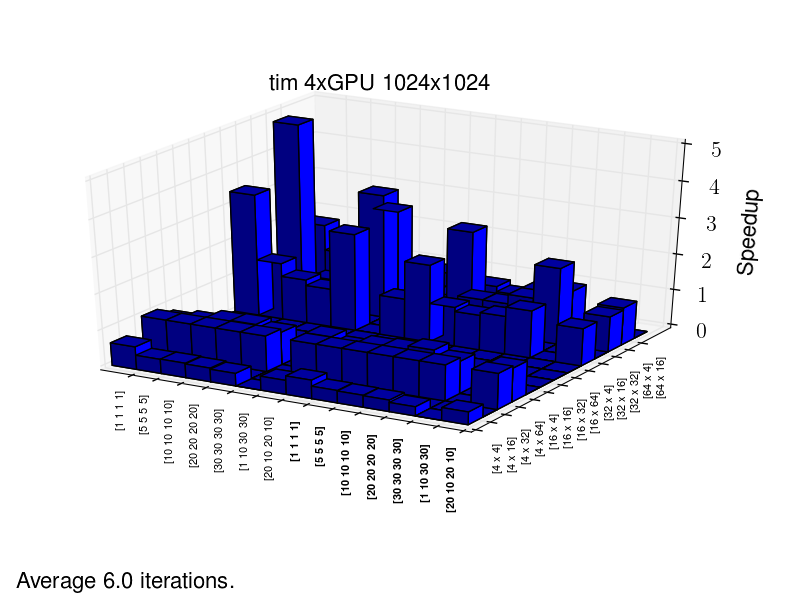 tim 4xGPU 1024x1024
5
4
3
2
1
0
Speedup
[1 1 1 1]
[5 5 5 5]
[10 10 10 10]
[20 20 20 20]
[30 30 30 30]
[1 10 30 30]
[20 10 20 10]
[1 1 1 1]
[5 5 5 5]
[10 10 10 10]
[20 20 20 20]
[30 30 30 30]
[1 10 30 30]
[20 10 20 10]
[4 x 4]
[4 x 16]
[4 x 32]
[4 x 64]
[16 x 4]
[16 x 16]
[16 x 32]
[16 x 64]
[32 x 4]
[32 x 16]
[32 x 32]
[64 x 4]
[64 x 16]
Average 6.0 iterations.